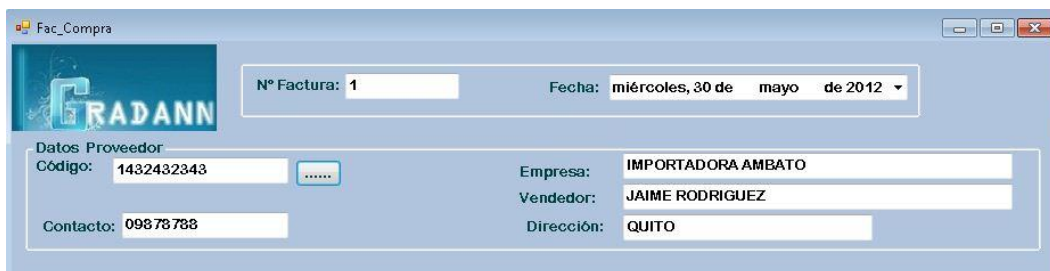 Fac_Compra
GRADANN
Nº Factura: 1
Fecha: miércoles, 30 de mayo de 2012
Datos Proveedor
Código: 1432432343 ......
Empresa: IMPORTADORA AMBATO
Vendedor: JAIME RODRIGUEZ
Contacto: 09878788
Dirección: QUITO